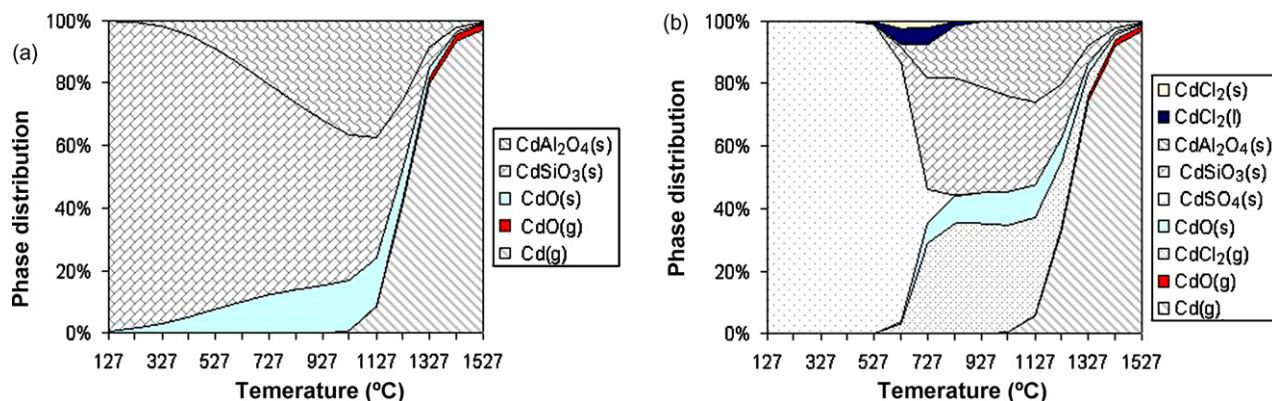 (a)
Phase distribution
100%
80%
60%
40%
20%
0%
127 327 527 727 927 1127 1327 1527
Temerature (ºC)
CdAl₂O₄(s)
CdSiO₃(s)
CdO(s)
CdO(g)
Cd(g)
(b)
Phase distribution
100%
80%
60%
40%
20%
0%
127 327 527 727 927 1127 1327 1527
Temerature (ºC)
CdCl₂(s)
CdCl₂(l)
CdAl₂O₄(s)
CdSiO₃(s)
CdSO₄(s)
CdO(s)
CdCl₂(g)
CdO(g)
Cd(g)